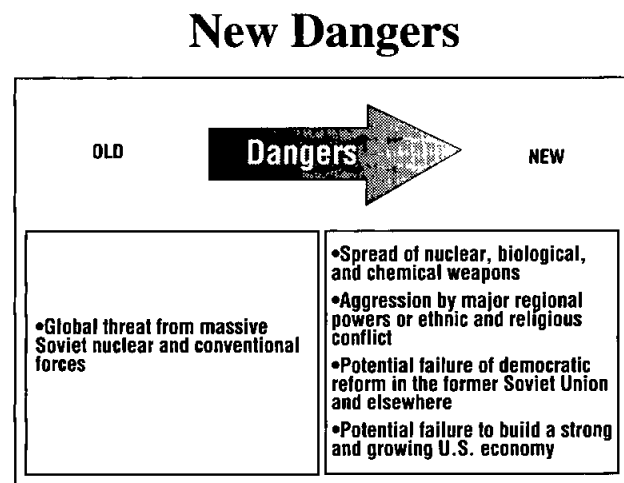 New Dangers
OLD
Dangers
NEW
•Global threat from massive
Soviet nuclear and conventional
forces
•Spread of nuclear, biological,
and chemical weapons
•Aggression by major regional
powers or ethnic and religious
conflict
•Potential failure of democratic
reform in the former Soviet Union
and elsewhere
•Potential failure to build a strong
and growing U.S. economy